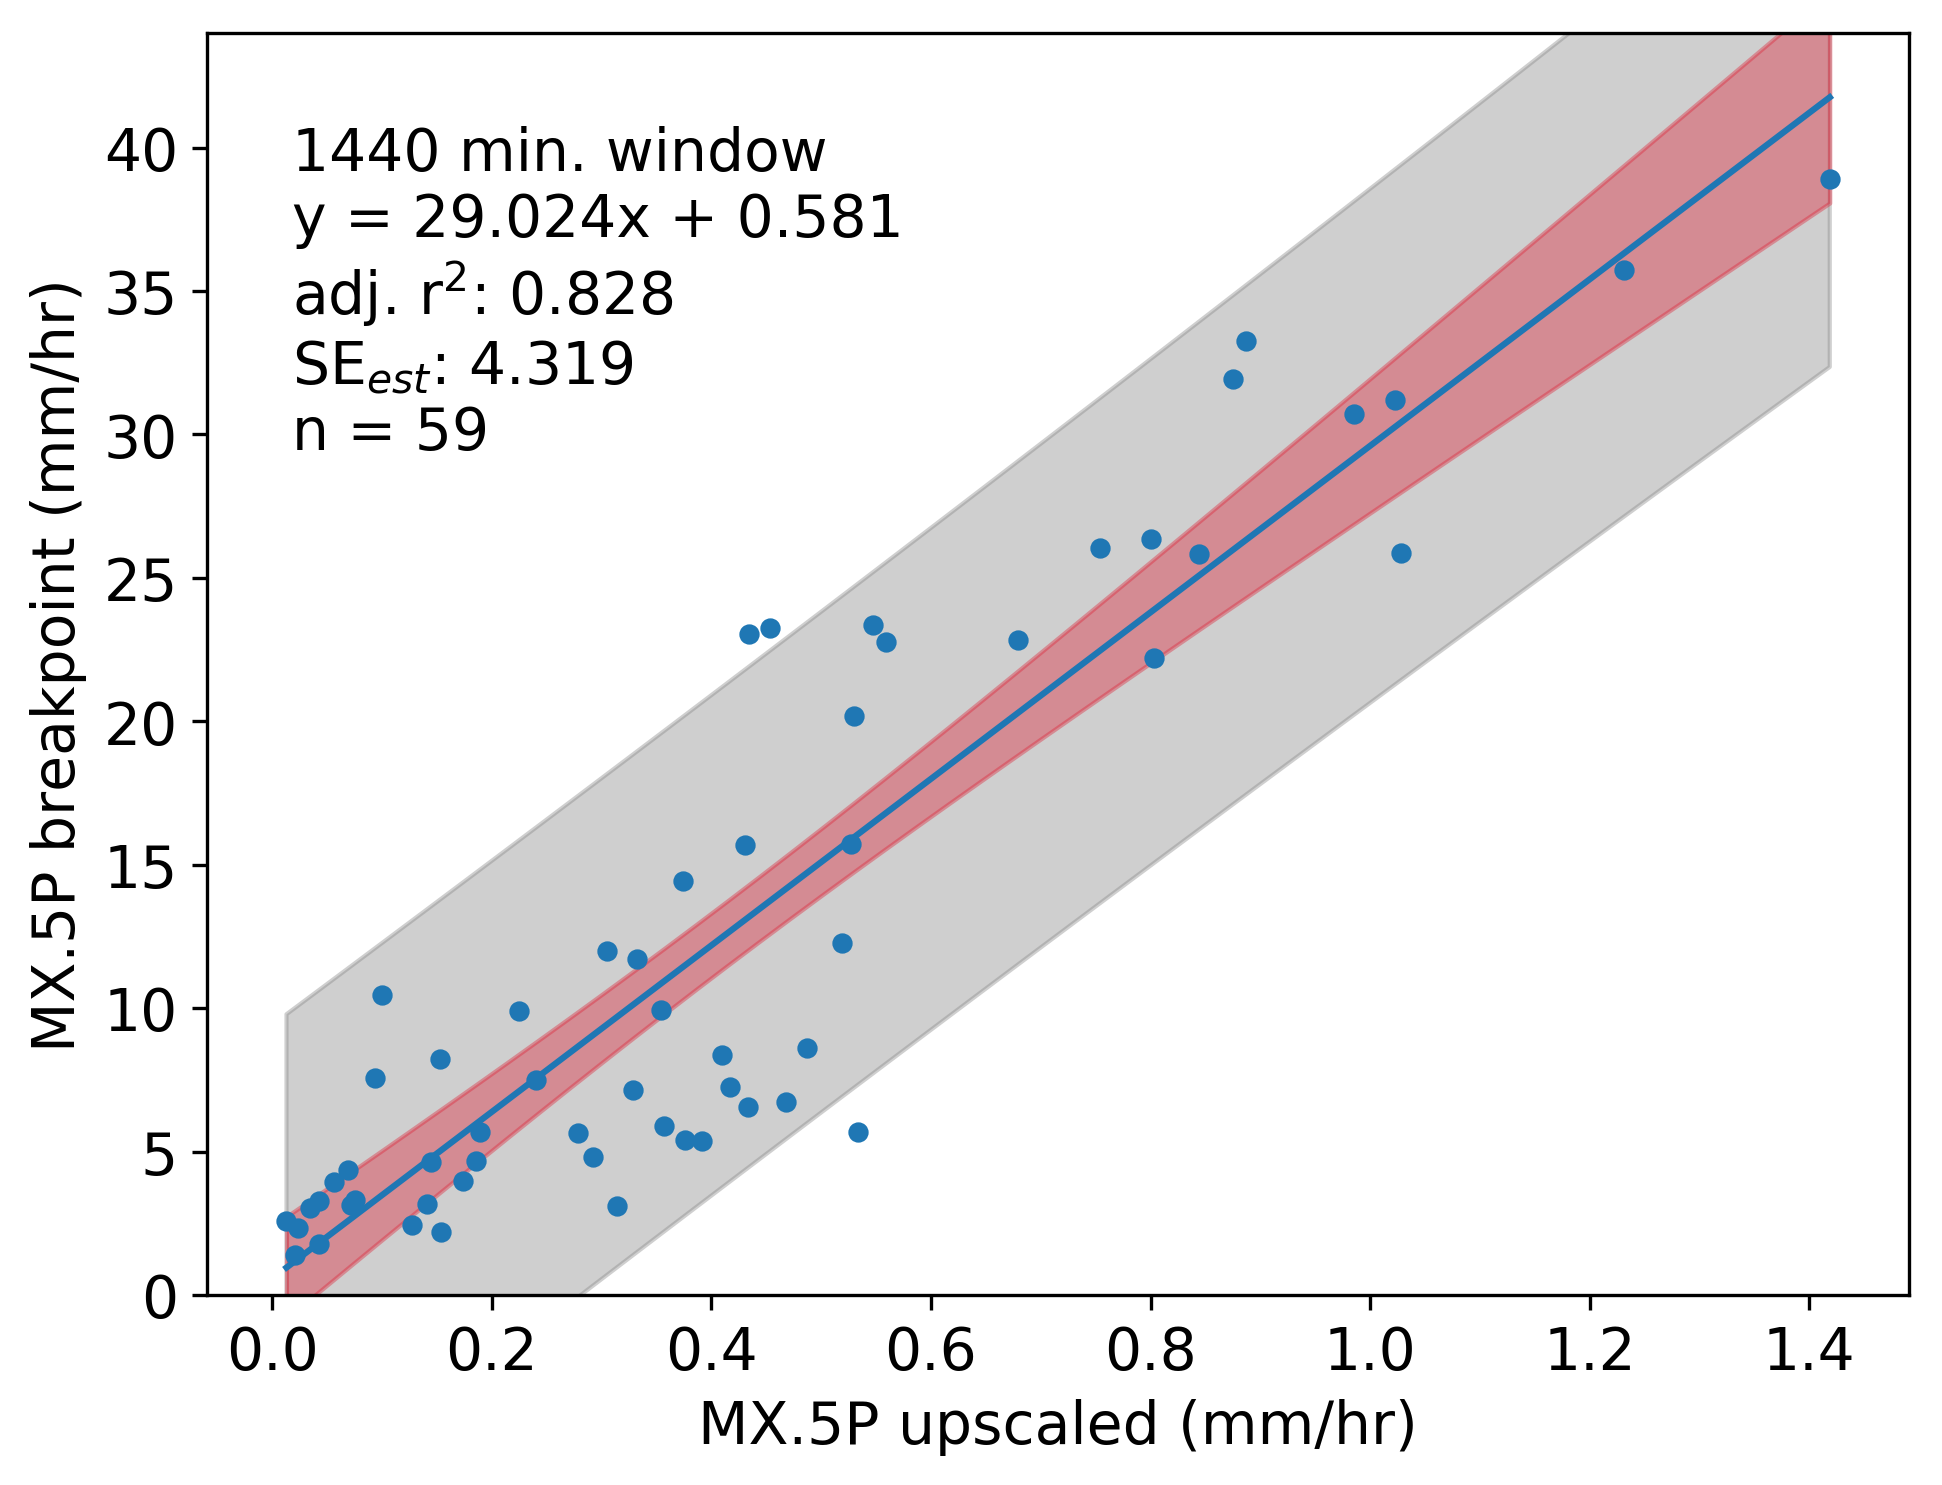 1440 min. window
y = 29.024x + 0.581
adj. r²: 0.828
SEest: 4.319
n = 59
40
35
30
25
20
15
10
5
0
MX.5P breakpoint (mm/hr)
0.0 0.2 0.4 0.6 0.8 1.0 1.2 1.4
MX.5P upscaled (mm/hr)